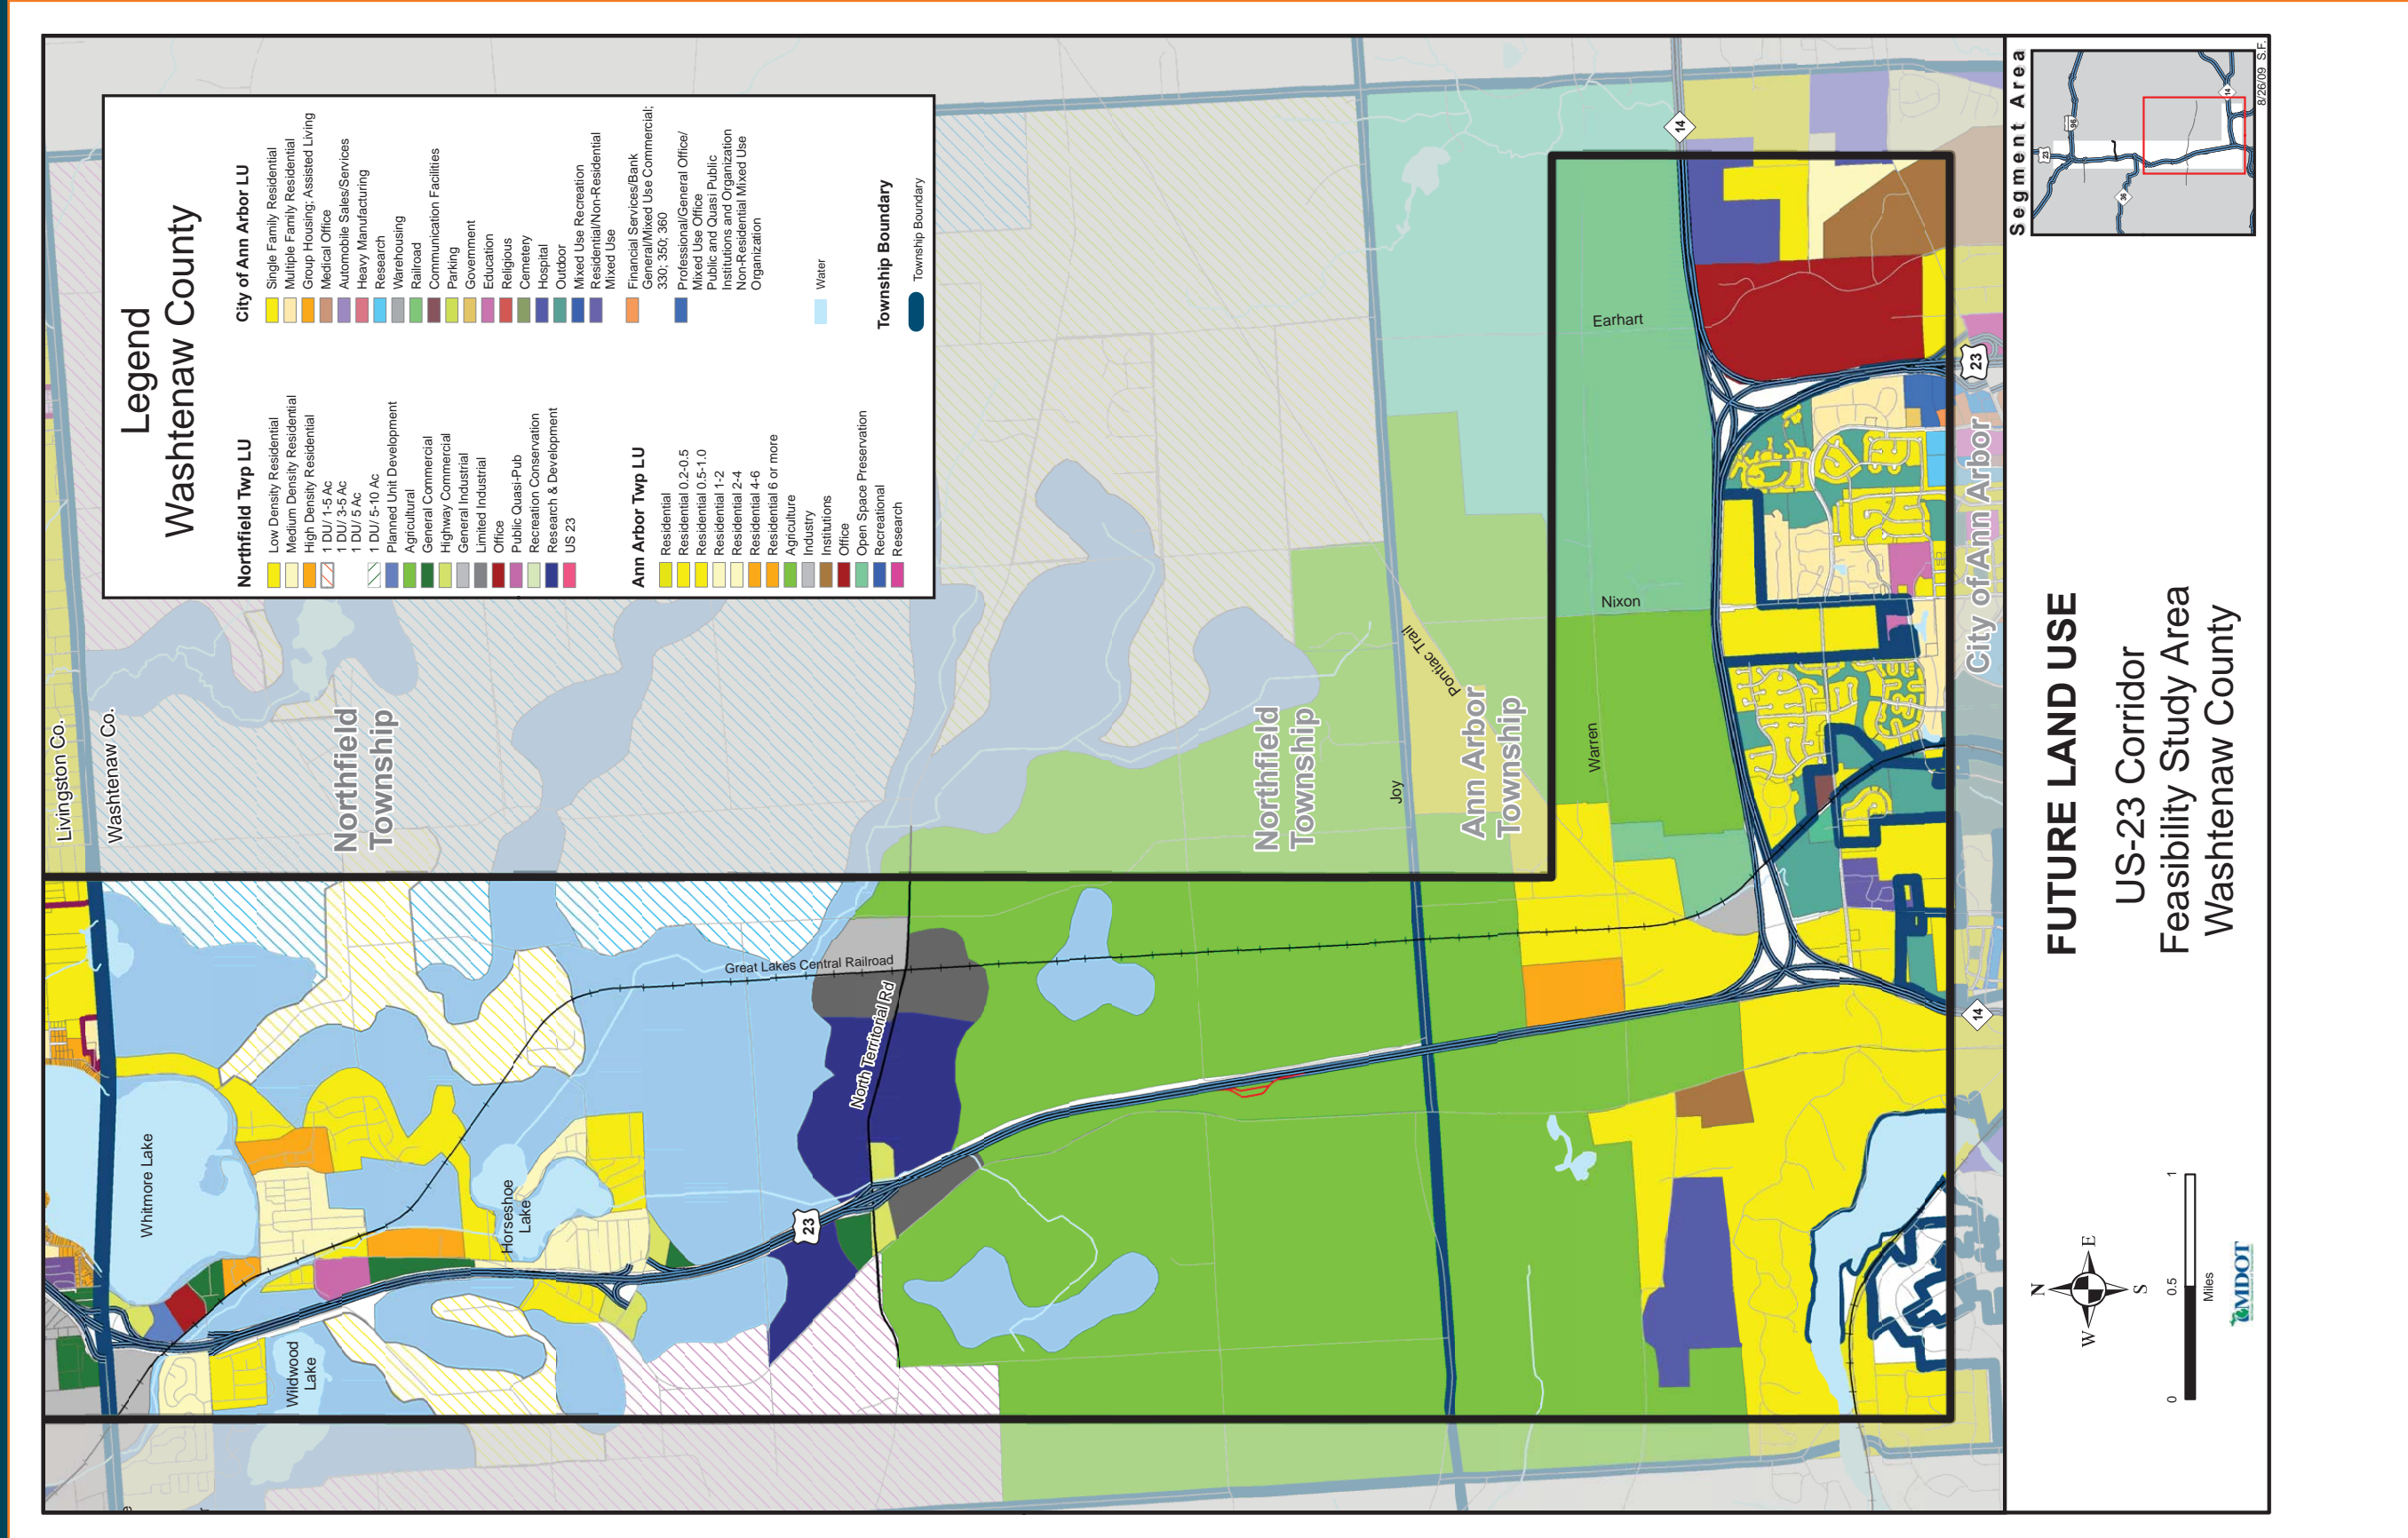 Legend
Washtenaw County
Northfield Twp LU
Low Density Residential
Medium Density Residential
High Density Residential
1 DU/ 1-5 Ac
1 DU/ 3-5 Ac
1 DU/ 5 Ac
1 DU/ 5-10 Ac
Planned Unit Development
Agricultural
General Commercial
Highway Commercial
General Industrial
Limited Industrial
Office
Public Quasi-Pub
Recreation Conservation
Research & Development
US 23
Ann Arbor Twp LU
Residential
Residential 0.2-0.5
Residential 0.5-1.0
Residential 1-2
Residential 2-4
Residential 4-6
Residential 6 or more
Agriculture
Industry
Institutions
Office
Open Space Preservation
Recreational
Research
City of Ann Arbor LU
Single Family Residential
Multiple Family Residential
Group Housing; Assisted Living
Medical Office
Automobile Sales/Services
Heavy Manufacturing
Research
Warehousing
Railroad
Communication Facilities
Parking
Government
Education
Religious
Cemetery
Hospital
Outdoor
Mixed Use Recreation
Residential/Non-Residential
Mixed Use
Financial Services/Bank
General/Mixed Use Commercial;
330; 350; 360
Professional/General Office/
Mixed Use Office
Public and Quasi Public
Institutions and Organization
Non-Residential Mixed Use
Organization
Water
Township Boundary
Township Boundary
Livingston Co.
Washtenaw Co.
Northfield
Township
Whitmore Lake
Horseshoe
Lake
Wildwood
Lake
Great Lakes Central Railroad
North Territorial Rd
23
Northfield
Township
Joy
Pontiac Trail
Ann Arbor
Township
Warren
Nixon
Earhart
14
23
14
City of Ann Arbor
FUTURE LAND USE
US-23 Corridor
Feasibility Study Area
Washtenaw County
N
W
E
S
0
0.5
1
Miles
MDOT
Segment Area
23
96
36
14
8/26/09 S.F.